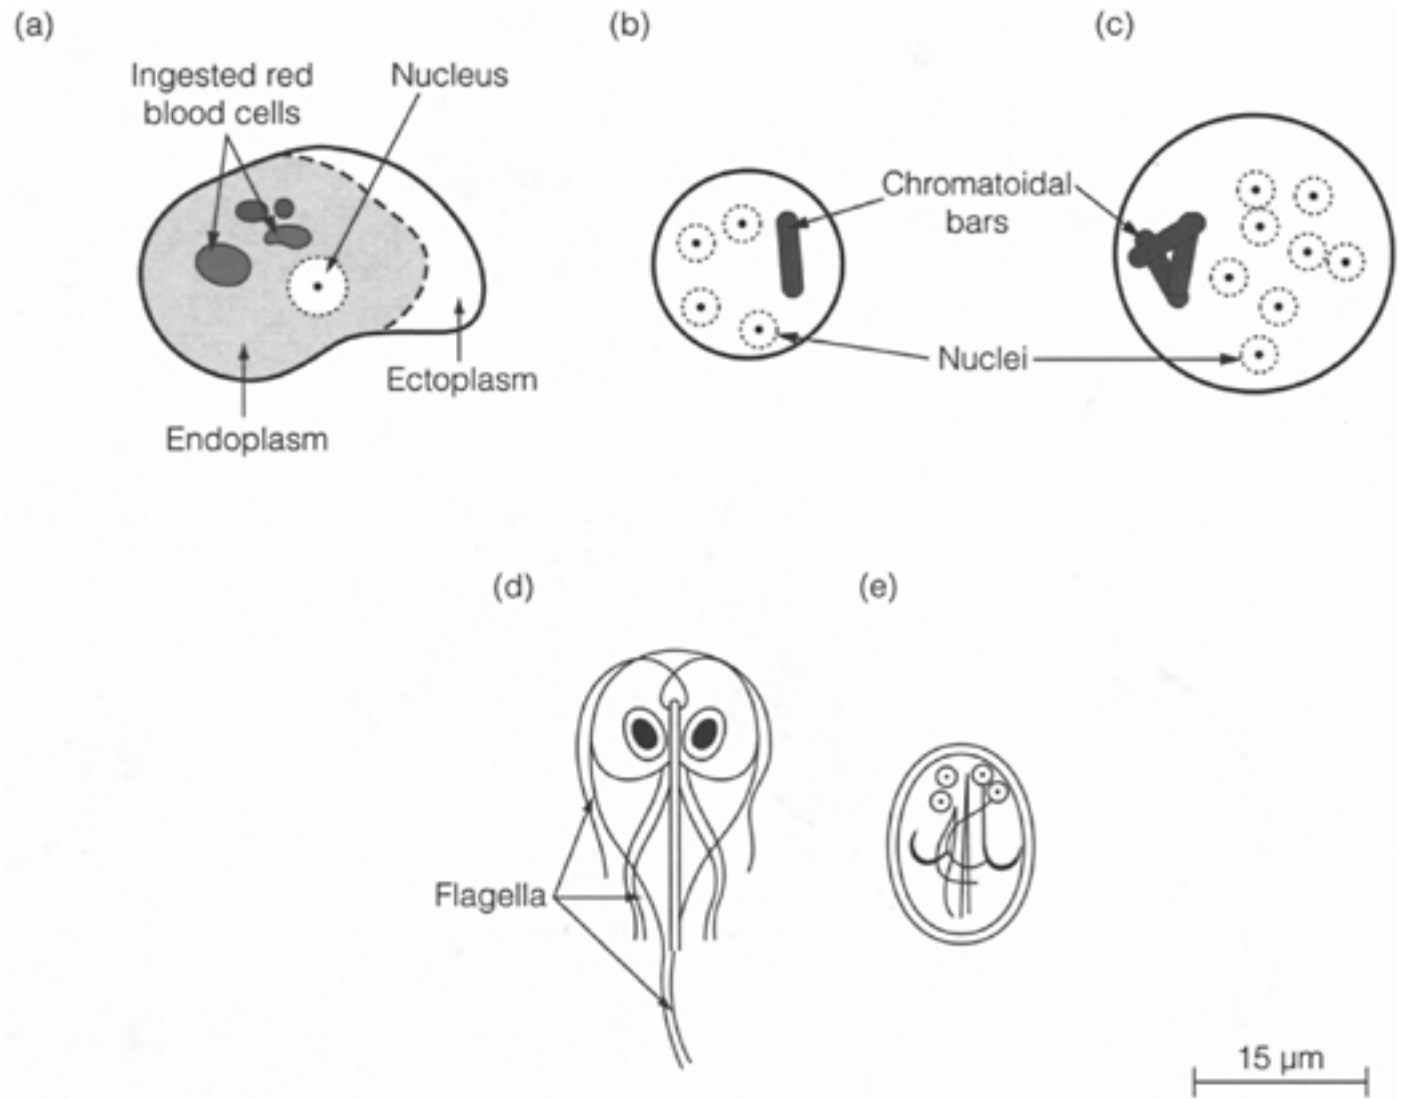 (a)
(b)
(c)
Ingested red
blood cells
Nucleus
Chromatoidal
bars
Nuclei
Ectoplasm
Endoplasm
(d)
(e)
Flagella
15 μm